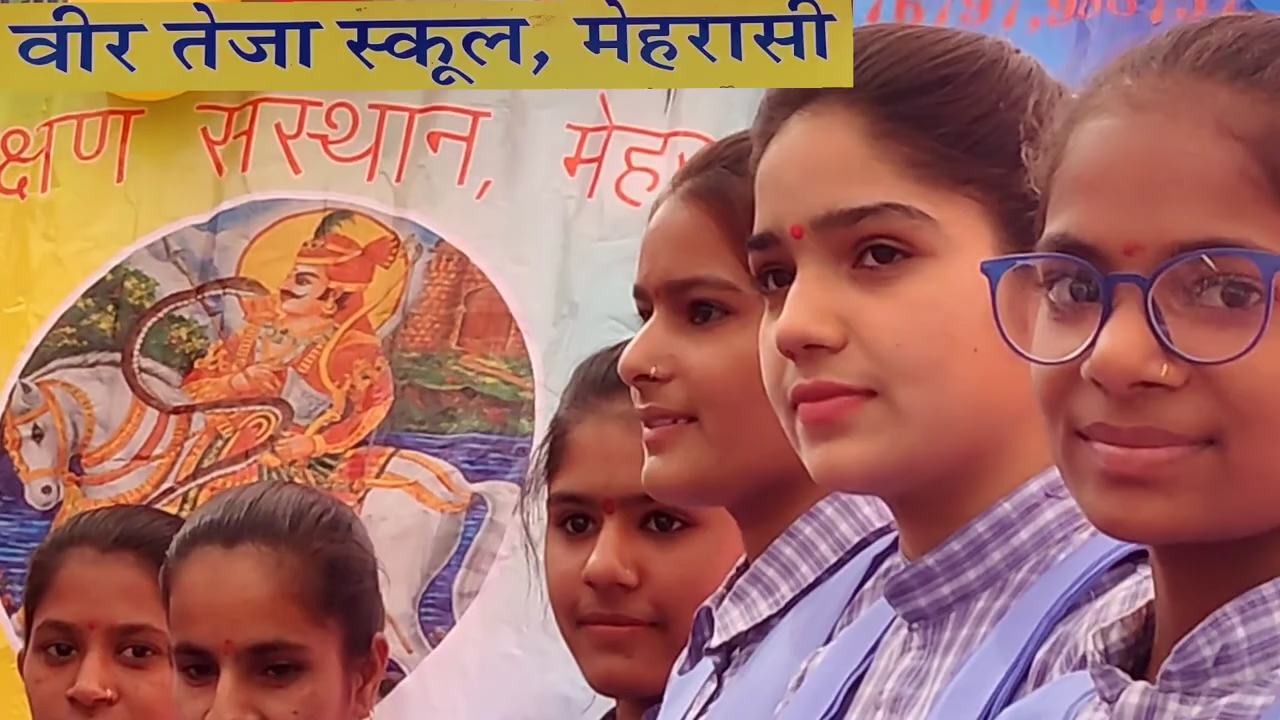 वीर तेजा स्कूल, मेहरासी
क्षण संस्थान,